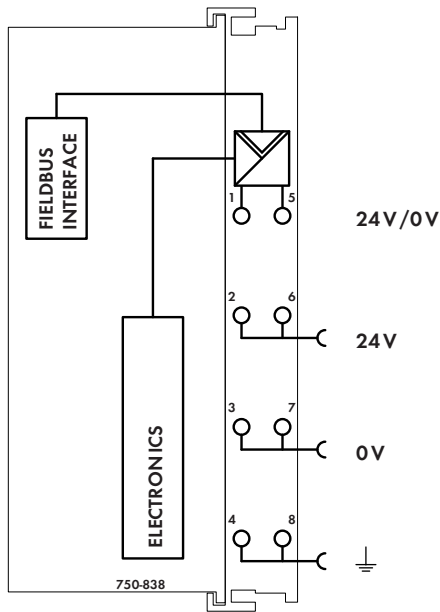 FIELDBUS
INTERFACE
1 5
24V/0V
2 6
24V
3 7
0V
ELECTRONICS
4 8
750-838